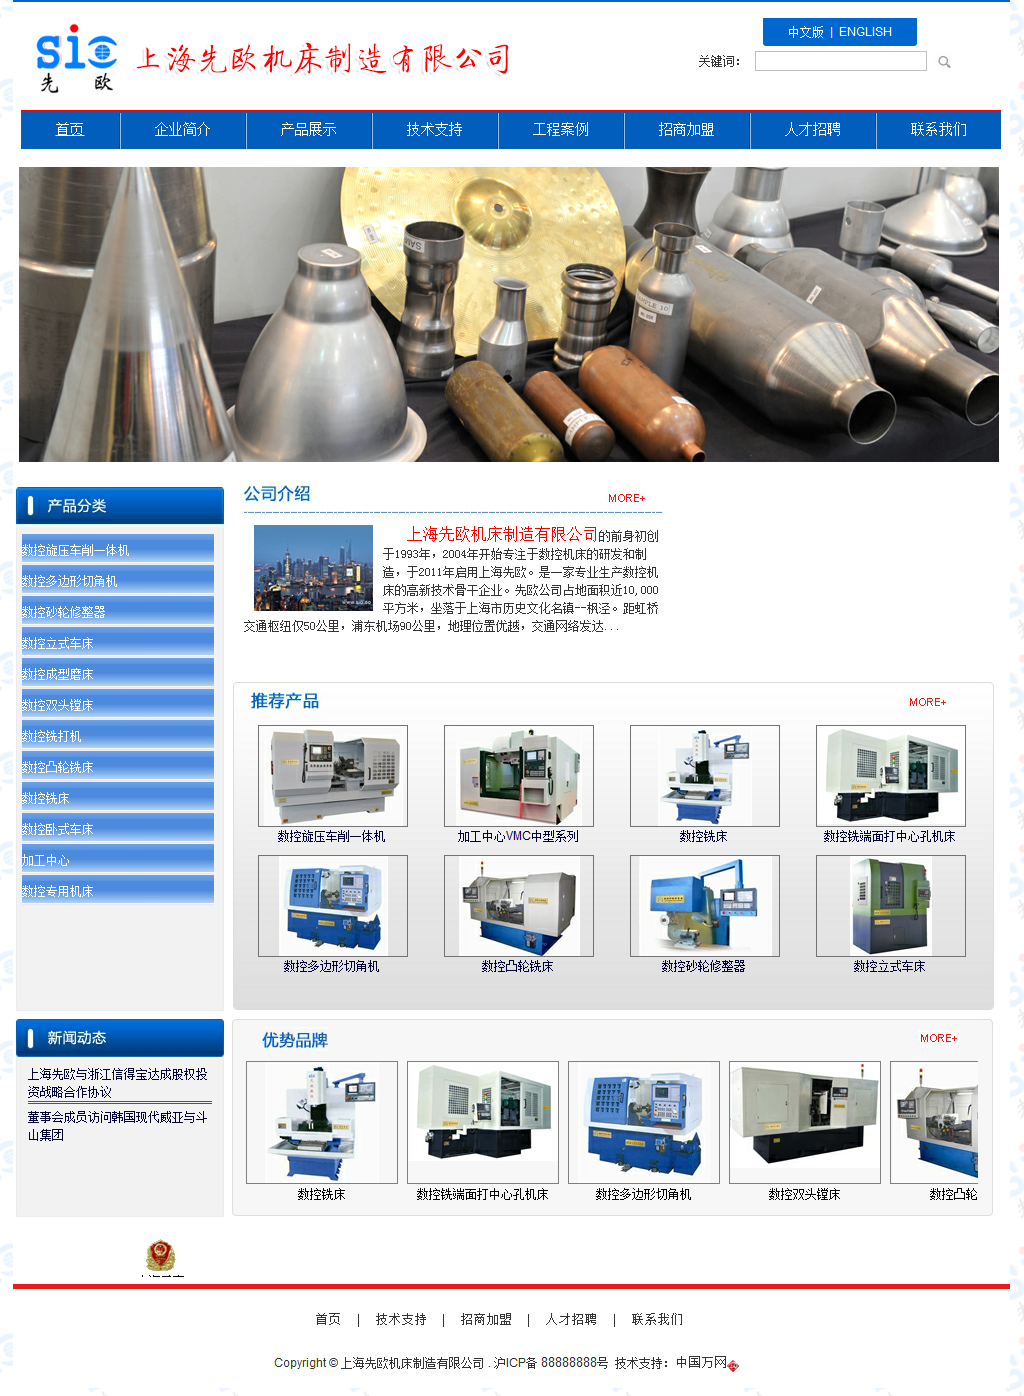 中文版 | ENGLISH
sio
先 欧
上海先欧机床制造有限公司
关键词：
首页 企业简介 产品展示 技术支持 工程案例 招商加盟 人才招聘 联系我们
产品分类
数控旋压车削一体机
数控多边形切角机
数控砂轮修整器
数控立式车床
数控成型磨床
数控双头镗床
数控铣打机
数控凸轮铣床
数控铣床
数控卧式车床
加工中心
数控专用机床
公司介绍
MORE+
上海先欧机床制造有限公司的前身初创
于1993年，2004年开始专注于数控机床的研发和制
造，于2011年启用上海先欧。是一家专业生产数控机
床的高新技术骨干企业。先欧公司占地面积近10,000
平方米，坐落于上海市历史文化名镇--枫泾。距虹桥
交通枢纽仅50公里，浦东机场90公里，地理位置优越，交通网络发达...
推荐产品
MORE+
数控旋压车削一体机 加工中心VMC中型系列 数控铣床 数控铣端面打中心孔机床
数控多边形切角机 数控凸轮铣床 数控砂轮修整器 数控立式车床
新闻动态
上海先欧与浙江信得宝达成股权投
资战略合作协议
董事会成员访问韩国现代威亚与斗
山集团
优势品牌
MORE+
数控铣床 数控铣端面打中心孔机床 数控多边形切角机 数控双头镗床 数控凸轮
首页 | 技术支持 | 招商加盟 | 人才招聘 | 联系我们
Copyright © 上海先欧机床制造有限公司 . 沪ICP备 88888888号 技术支持：中国万网